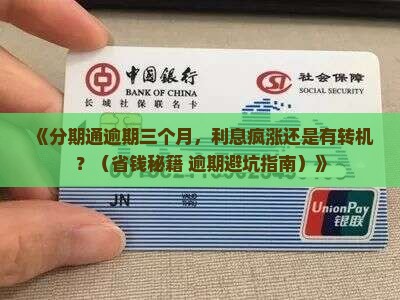 中国银行
BANK OF CHINA
长城 社保联名卡
社会保障
SOCIAL SECURITY
《分期通逾期三个月，利息疯涨还是有转机
？（省钱秘籍 逾期避坑指南）》
JN
UnionPay
银联